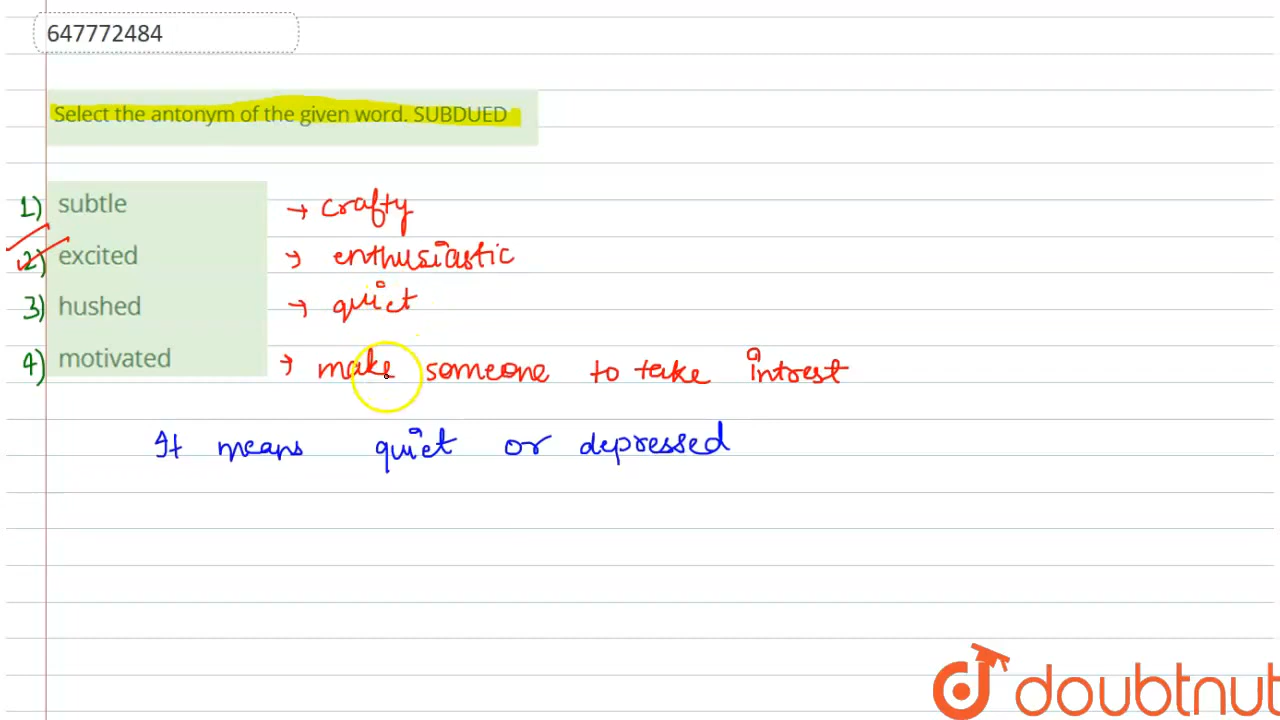 647772484
Select the antonym of the given word. SUBDUED
1) subtle → crafty
2) excited → enthusiastic
3) hushed → quiet
4) motivated → make someone to take intrest
It means quiet or depressed
doubtnut